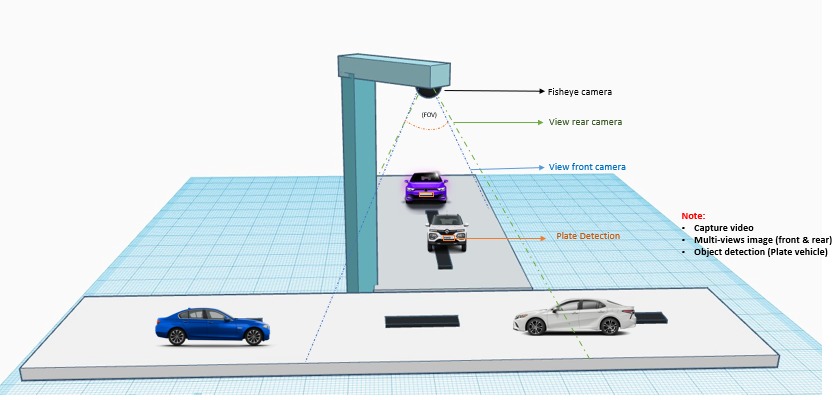 Fisheye camera
(FOV)
View rear camera
View front camera
Note:
• Capture video
Plate Detection
• Multi-views image (front & rear)
• Object detection (Plate vehicle)